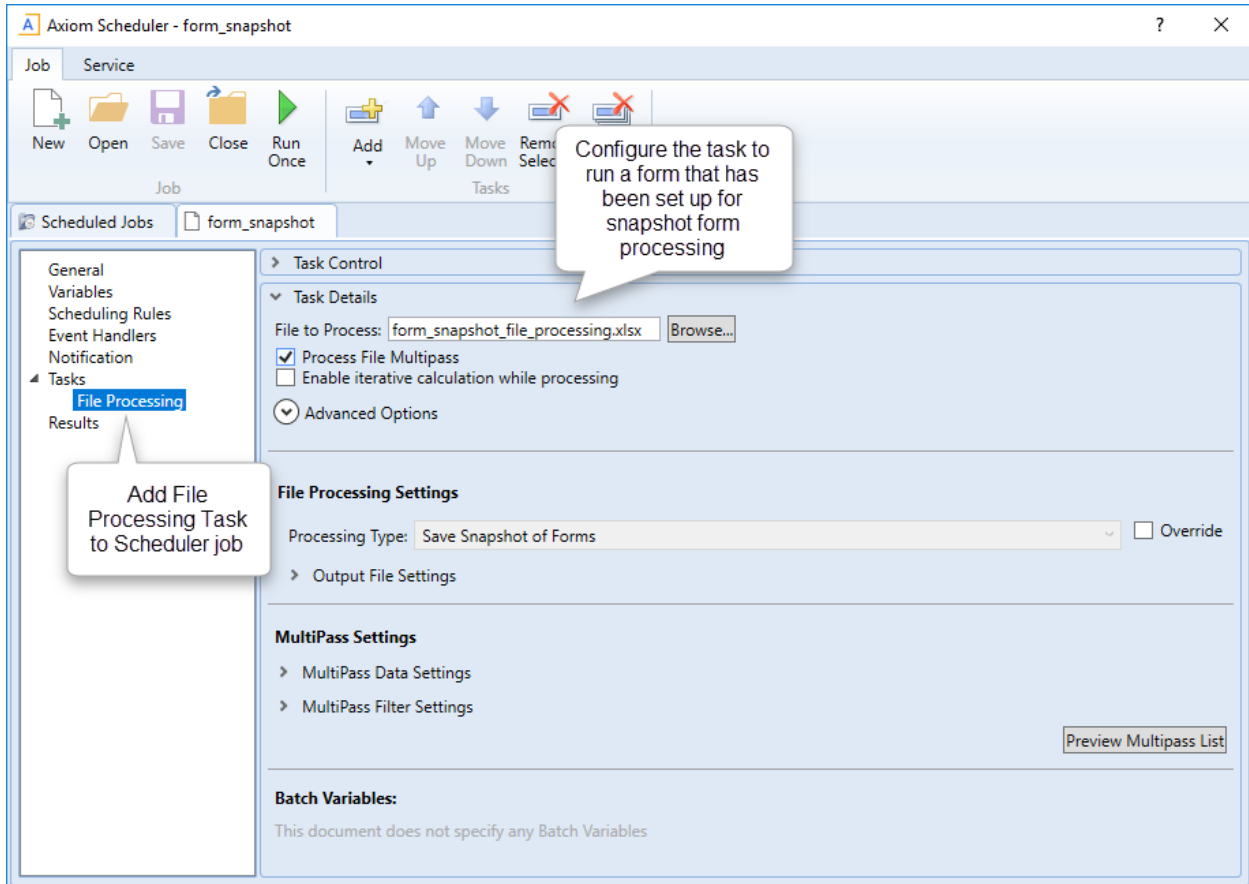 A Axiom Scheduler - form_snapshot
?
Job Service
New Open Save Close Run Once
Add Move Up Move Down
Job
Tasks
Configure the task to
run a form that has
been set up for
snapshot form
processing
Scheduled Jobs form_snapshot
General
Variables
Scheduling Rules
Event Handlers
Notification
Tasks
File Processing
Results
Add File
Processing Task
to Scheduler job
Task Control
Task Details
File to Process: form_snapshot_file_processing.xlsx Browse...
Process File Multipass
Enable iterative calculation while processing
Advanced Options
File Processing Settings
Processing Type: Save Snapshot of Forms Override
Output File Settings
MultiPass Settings
MultiPass Data Settings
MultiPass Filter Settings
Preview Multipass List
Batch Variables:
This document does not specify any Batch Variables